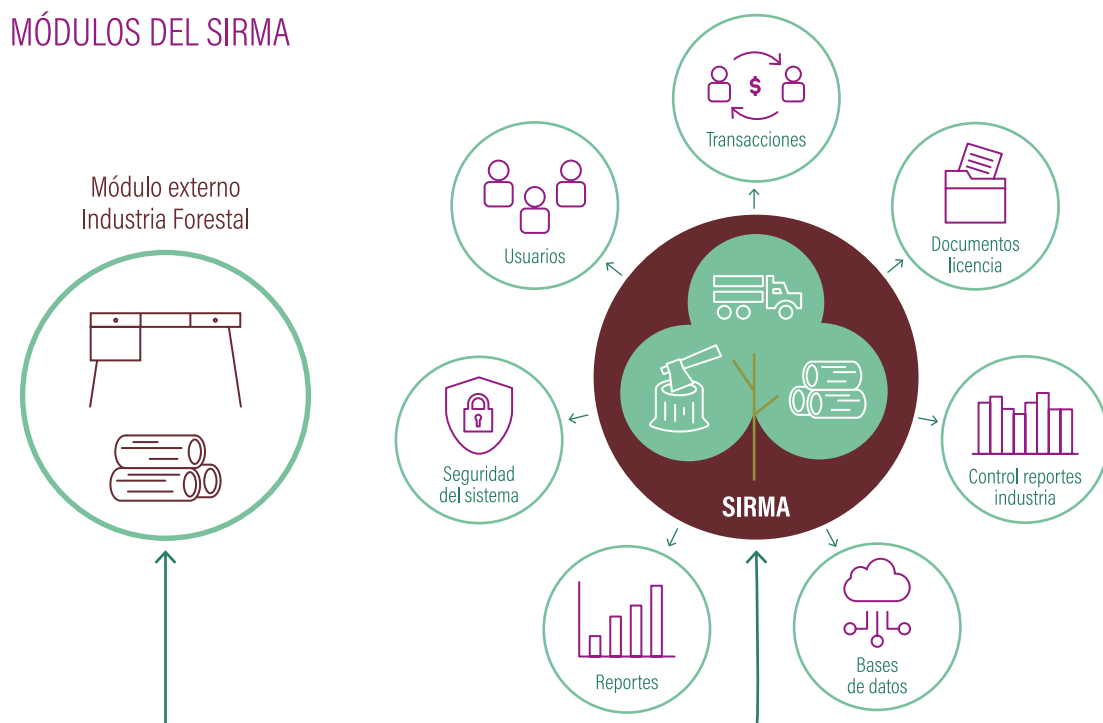 MÓDULOS DEL SIRMA
Módulo externo
Industria Forestal
$
Transacciones
Usuarios
Documentos
licencia
Seguridad
del sistema
Control reportes
industria
SIRMA
Reportes
Bases
de datos